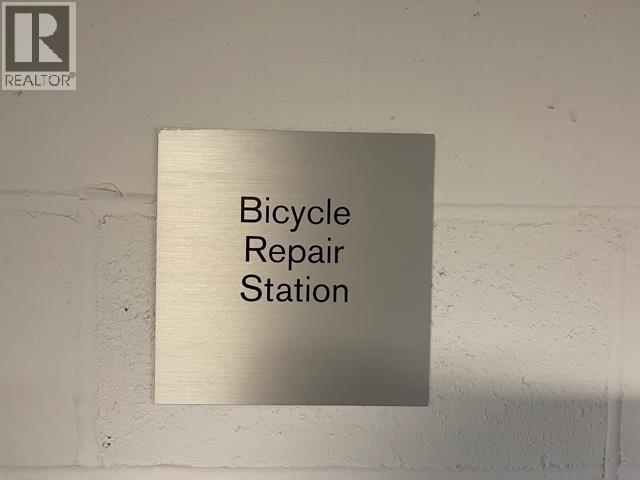 R
REALTOR®
Bicycle
Repair
Station